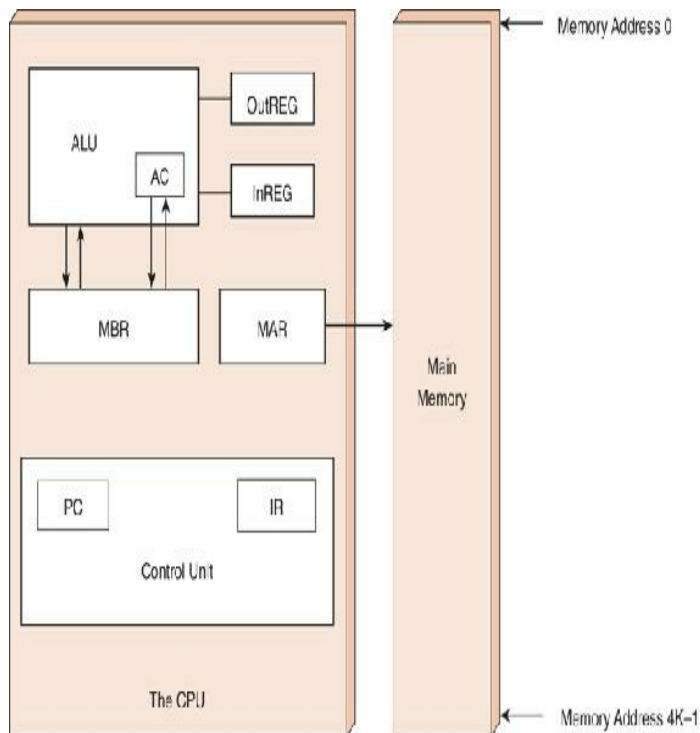 Memory Address 0
OutREG
ALU
AC
InREG
MBR
MAR
Main
Memory
PC
IR
Control Unit
The CPU
Memory Address 4K–1